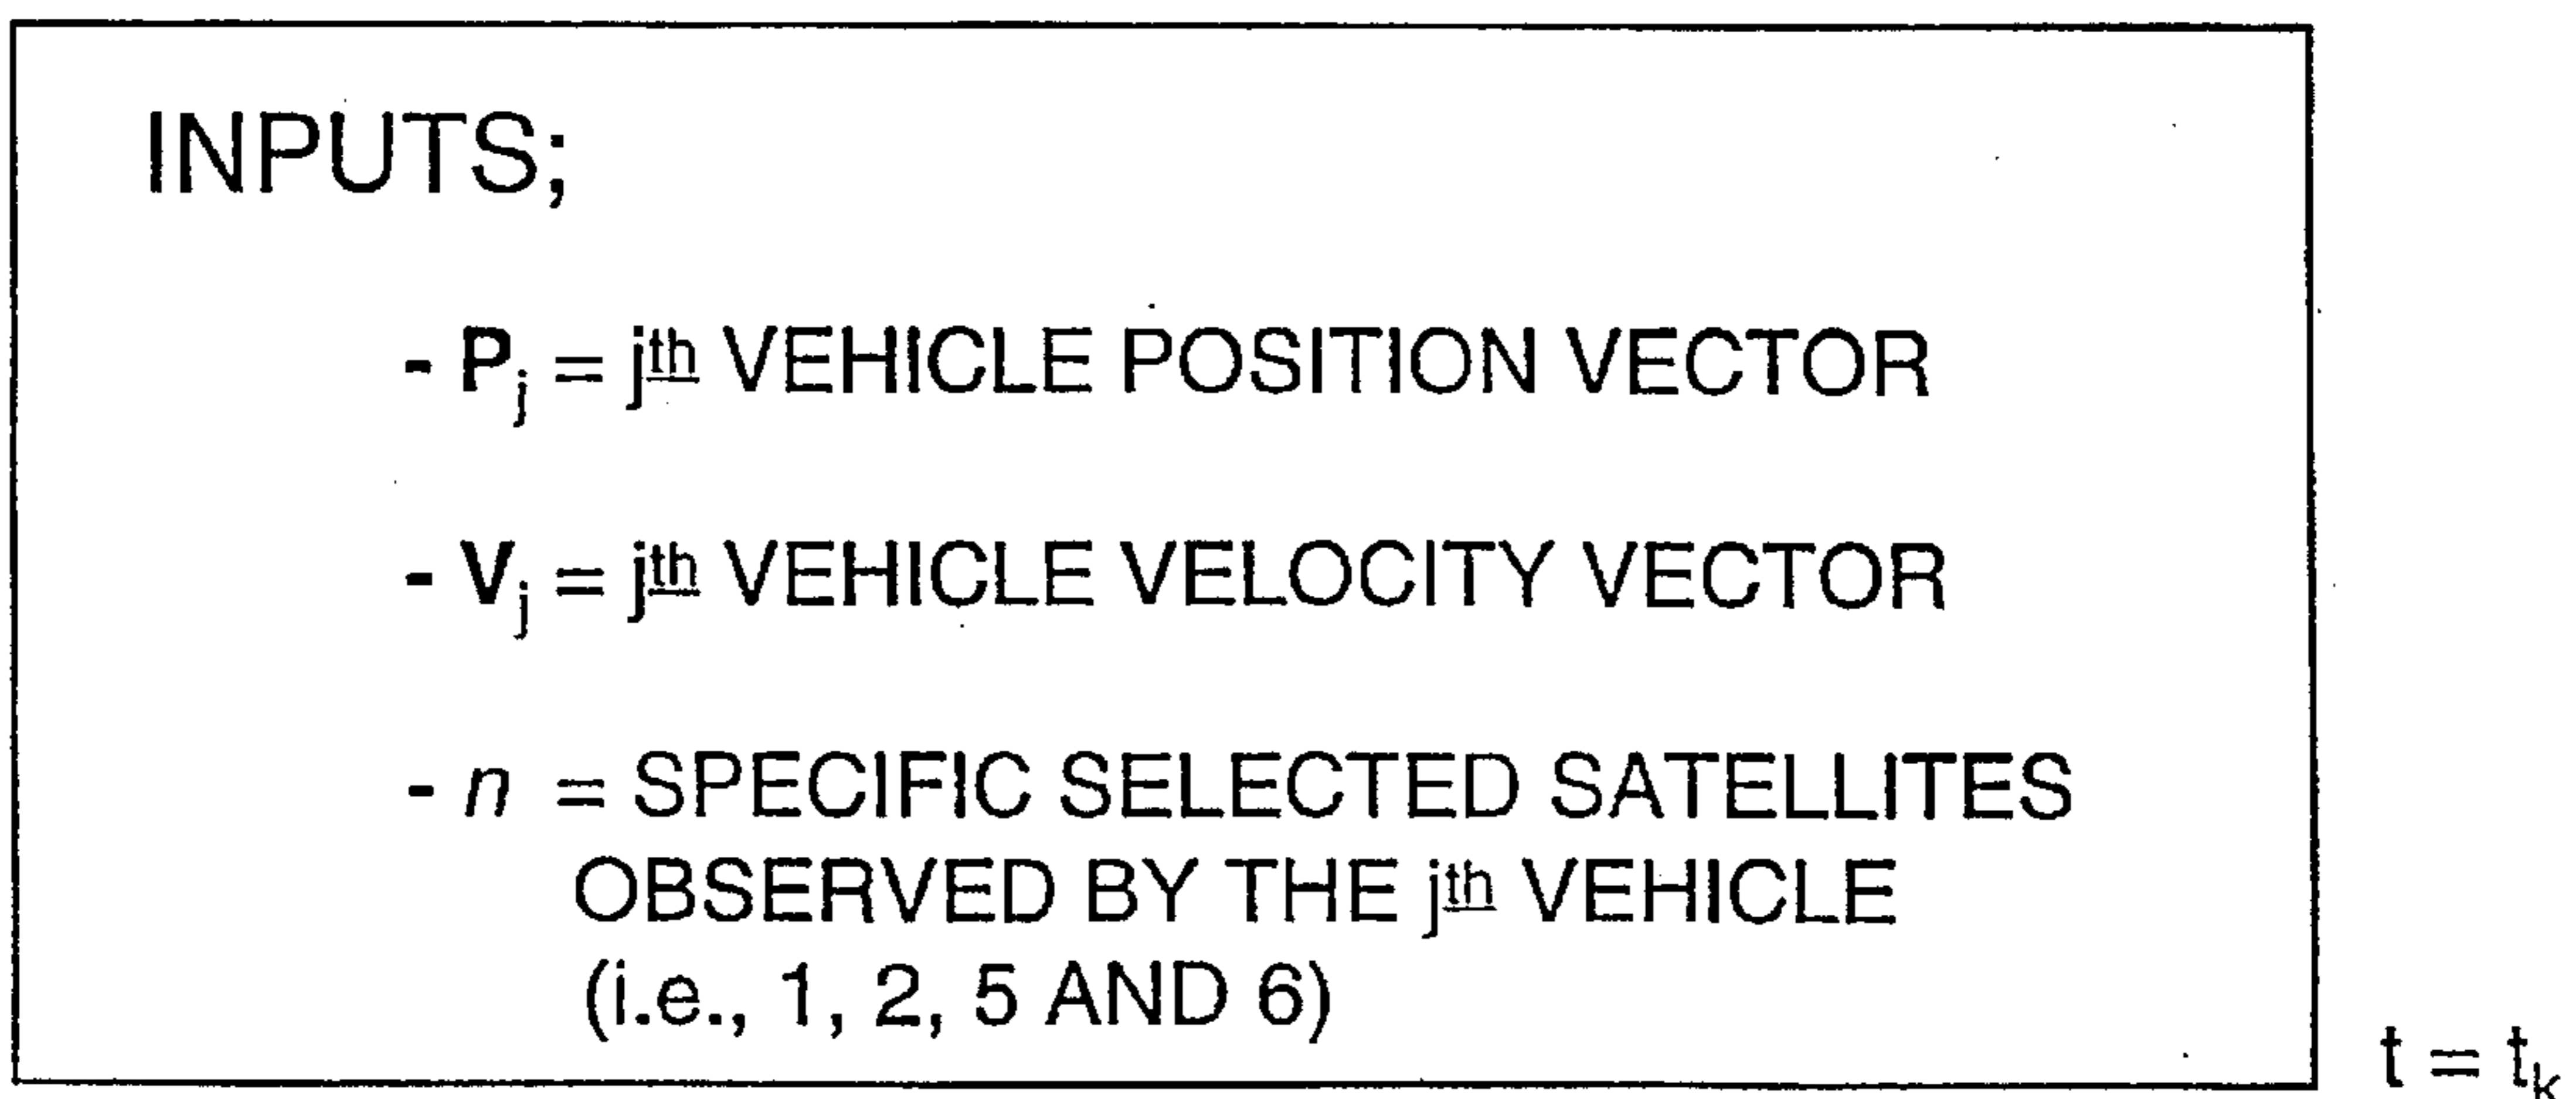 INPUTS;
- Pj = jth VEHICLE POSITION VECTOR
- Vj = jth VEHICLE VELOCITY VECTOR
- n = SPECIFIC SELECTED SATELLITES
OBSERVED BY THE jth VEHICLE
(i.e., 1, 2, 5 AND 6)
t = tk